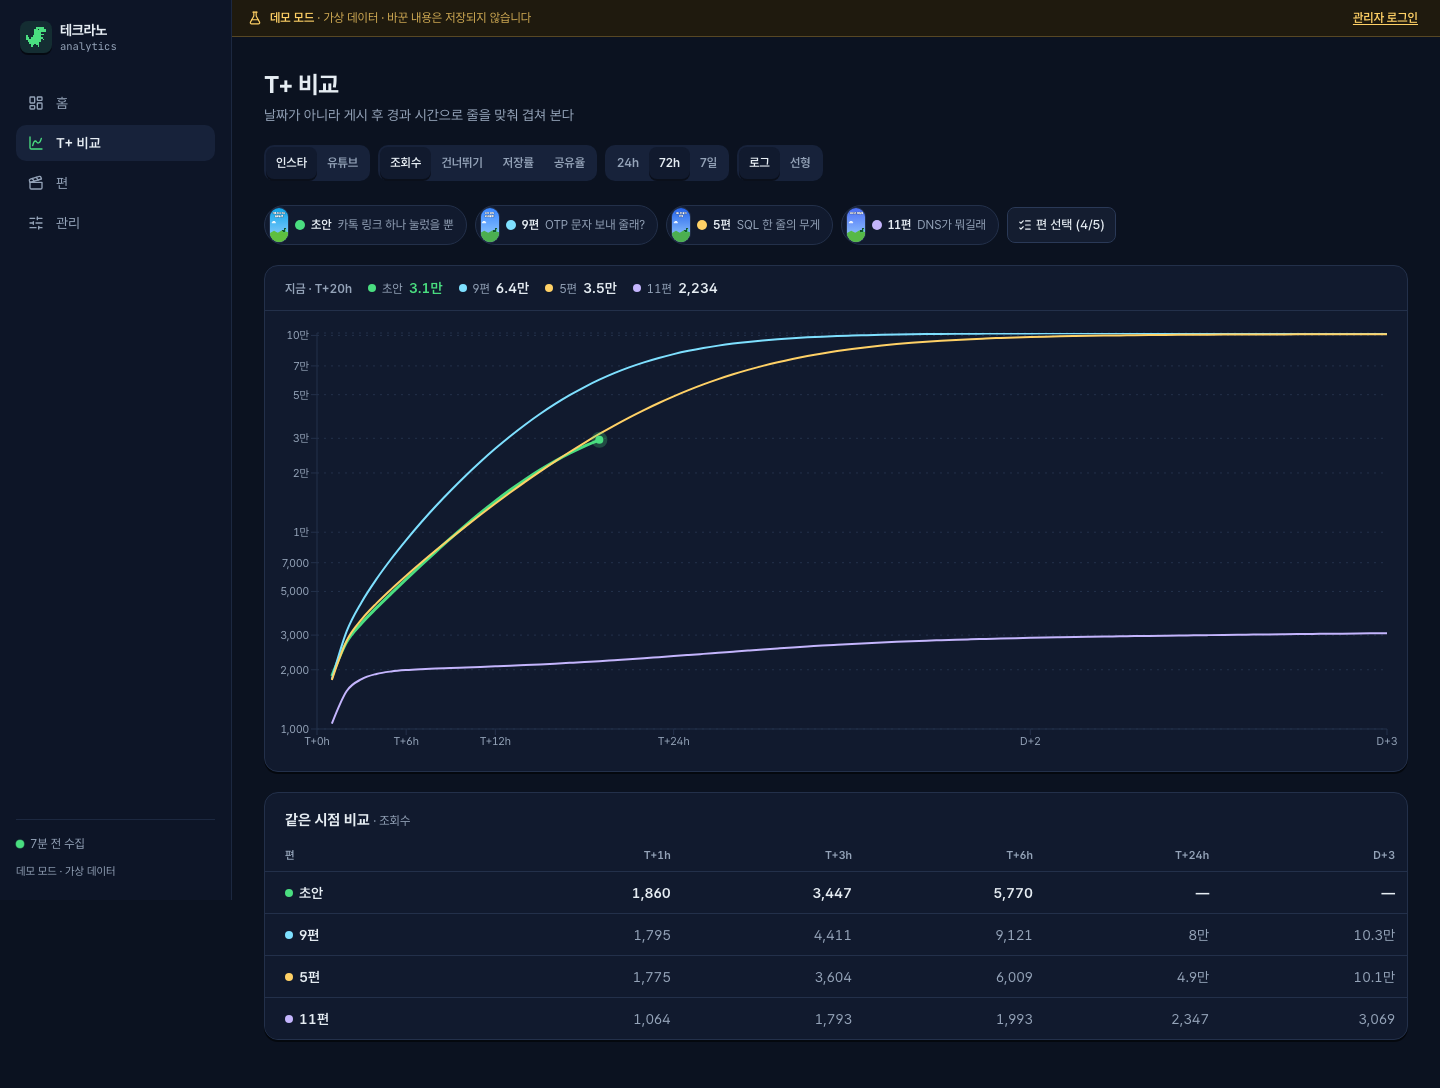 테크라노
analytics
홈
T+ 비교
편
관리
7분 전 수집
데모 모드 · 가상 데이터
데모 모드 · 가상 데이터 · 바꾼 내용은 저장되지 않습니다
관리자 로그인
T+ 비교
날짜가 아니라 게시 후 경과 시간으로 줄을 맞춰 겹쳐 본다
인스타 유튜브 조회수 건너뛰기 저장률 공유율 24h 72h 7일 로그 선형
초안 카톡 링크 하나 눌렀을 뿐 9편 OTP 문자 보내 줄래? 5편 SQL 한 줄의 무게 11편 DNS가 뭐길래 편 선택 (4/5)
지금 · T+20h 초안 3.1만 9편 6.4만 5편 3.5만 11편 2,234
10만
7만
5만
3만
2만
1만
7,000
5,000
3,000
2,000
1,000
T+0h T+6h T+12h T+24h D+2 D+3
같은 시점 비교 · 조회수
편 T+1h T+3h T+6h T+24h D+3
초안 1,860 3,447 5,770 — —
9편 1,795 4,411 9,121 8만 10.3만
5편 1,775 3,604 6,009 4.9만 10.1만
11편 1,064 1,793 1,993 2,347 3,069